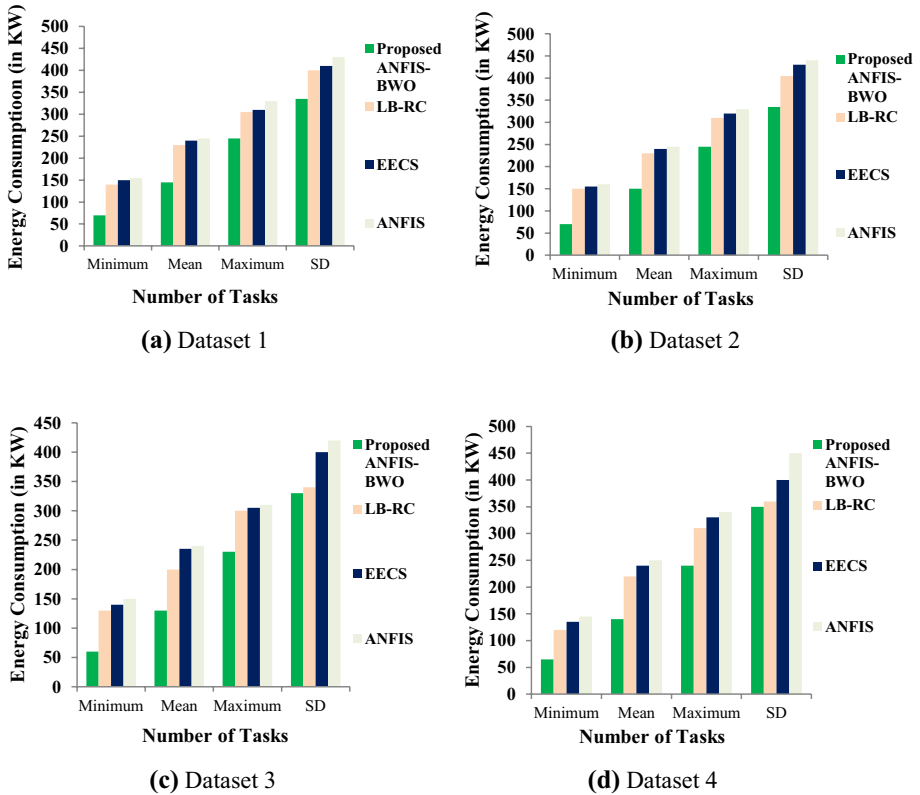 Energy Consumptioon (in KW)
450
400
350
300
250
200
150
100
50
0
Minimum Mean Maximum SD
Number of Tasks
Proposed
ANFIS-
BWO
LB-RC
EECS
ANFIS
(a) Dataset 1
Energy Consumption (in KW)
500
450
400
350
300
250
200
150
100
50
0
Minimum Mean Maximum SD
Number of Tasks
Proposed
ANFIS-
BWO
LB-RC
EECS
ANFIS
(b) Dataset 2
Energy Consumption (in KW)
450
400
350
300
250
200
150
100
50
0
Minimum Mean Maximum SD
Number of Tasks
Proposed
ANFIS-
BWO
LB-RC
EECS
ANFIS
(c) Dataset 3
Energy Consumption (in KW)
500
450
400
350
300
250
200
150
100
50
0
Minimum Mean Maximum SD
Number of Tasks
Proposed
ANFIS-
BWO
LB-RC
EECS
ANFIS
(d) Dataset 4